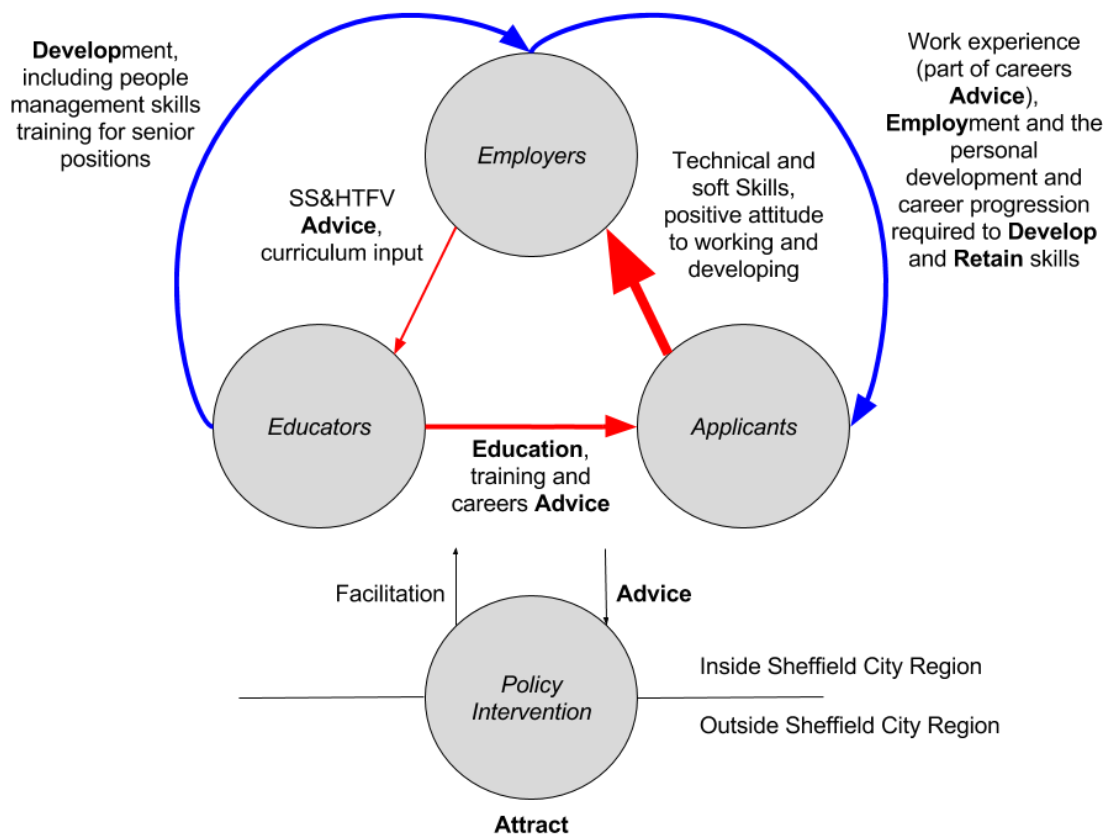 Development,
including people
management skills
training for senior
positions
Work experience
(part of careers
Advice),
Employment and the
personal
development and
career progression
required to Develop
and Retain skills
Employers
Technical and
soft Skills,
positive attitude
to working and
developing
SS&HTFV
Advice,
curriculum input
Educators
Applicants
Education,
training and
careers Advice
Facilitation
Advice
Policy
Intervention
Inside Sheffield City Region
Outside Sheffield City Region
Attract